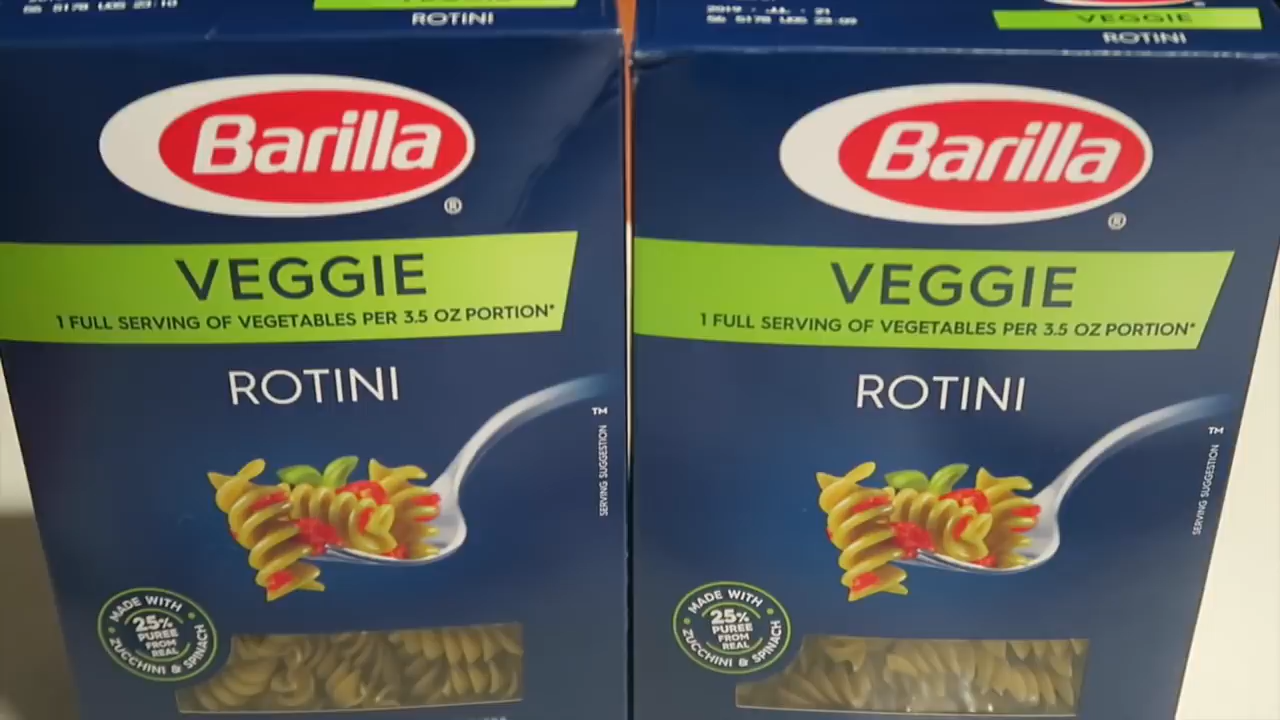 VEGGIE
ROTINI
Barilla
®
VEGGIE
1 FULL SERVING OF VEGETABLES PER 3.5 OZ PORTION*
ROTINI
™
SERVING SUGGESTION
MADE WITH
25%
PUREE
FROM
REAL
ZUCCHINI & SPINACH
VEGGIE
ROTINI
Barilla
®
VEGGIE
1 FULL SERVING OF VEGETABLES PER 3.5 OZ PORTION*
ROTINI
™
SERVING SUGGESTION
MADE WITH
25%
PUREE
FROM
REAL
ZUCCHINI & SPINACH